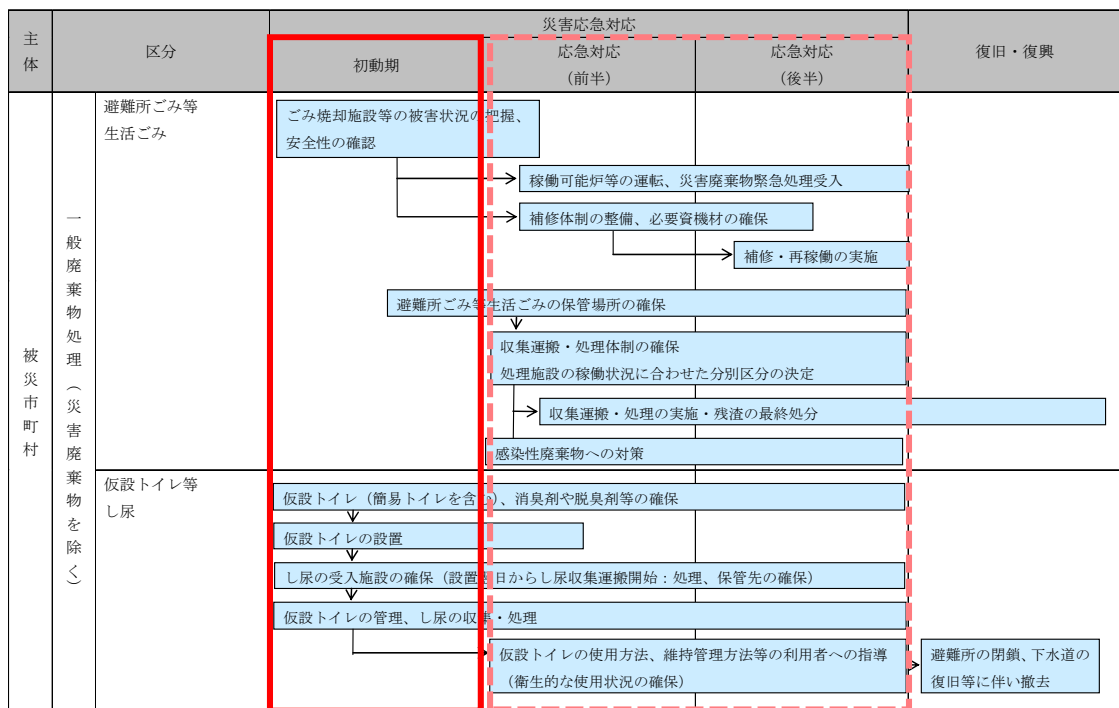 主体
区分
災害応急対応
初動期
応急対応
(前半)
応急対応
(後半)
復旧・復興
被災市町村
一般廃棄物処理(災害廃棄物を除く)
避難所ごみ等
生活ごみ
ごみ焼却施設等の被害状況の把握、
安全性の確認
稼働可能炉等の運転、災害廃棄物緊急処理受入
補修体制の整備、必要資機材の確保
補修・再稼働の実施
避難所ごみ等生活ごみの保管場所の確保
収集運搬・処理体制の確保
処理施設の稼働状況に合わせた分別区分の決定
収集運搬・処理の実施・残渣の最終処分
感染性廃棄物への対策
仮設トイレ等
し尿
仮設トイレ(簡易トイレを含む)、消臭剤や脱臭剤等の確保
仮設トイレの設置
し尿の受入施設の確保(設置翌日からし尿収集運搬開始:処理、保管先の確保)
仮設トイレの管理、し尿の収集・処理
仮設トイレの使用方法、維持管理方法等の利用者への指導
(衛生的な使用状況の確保)
避難所の閉鎖、下水道の
復旧等に伴い撤去